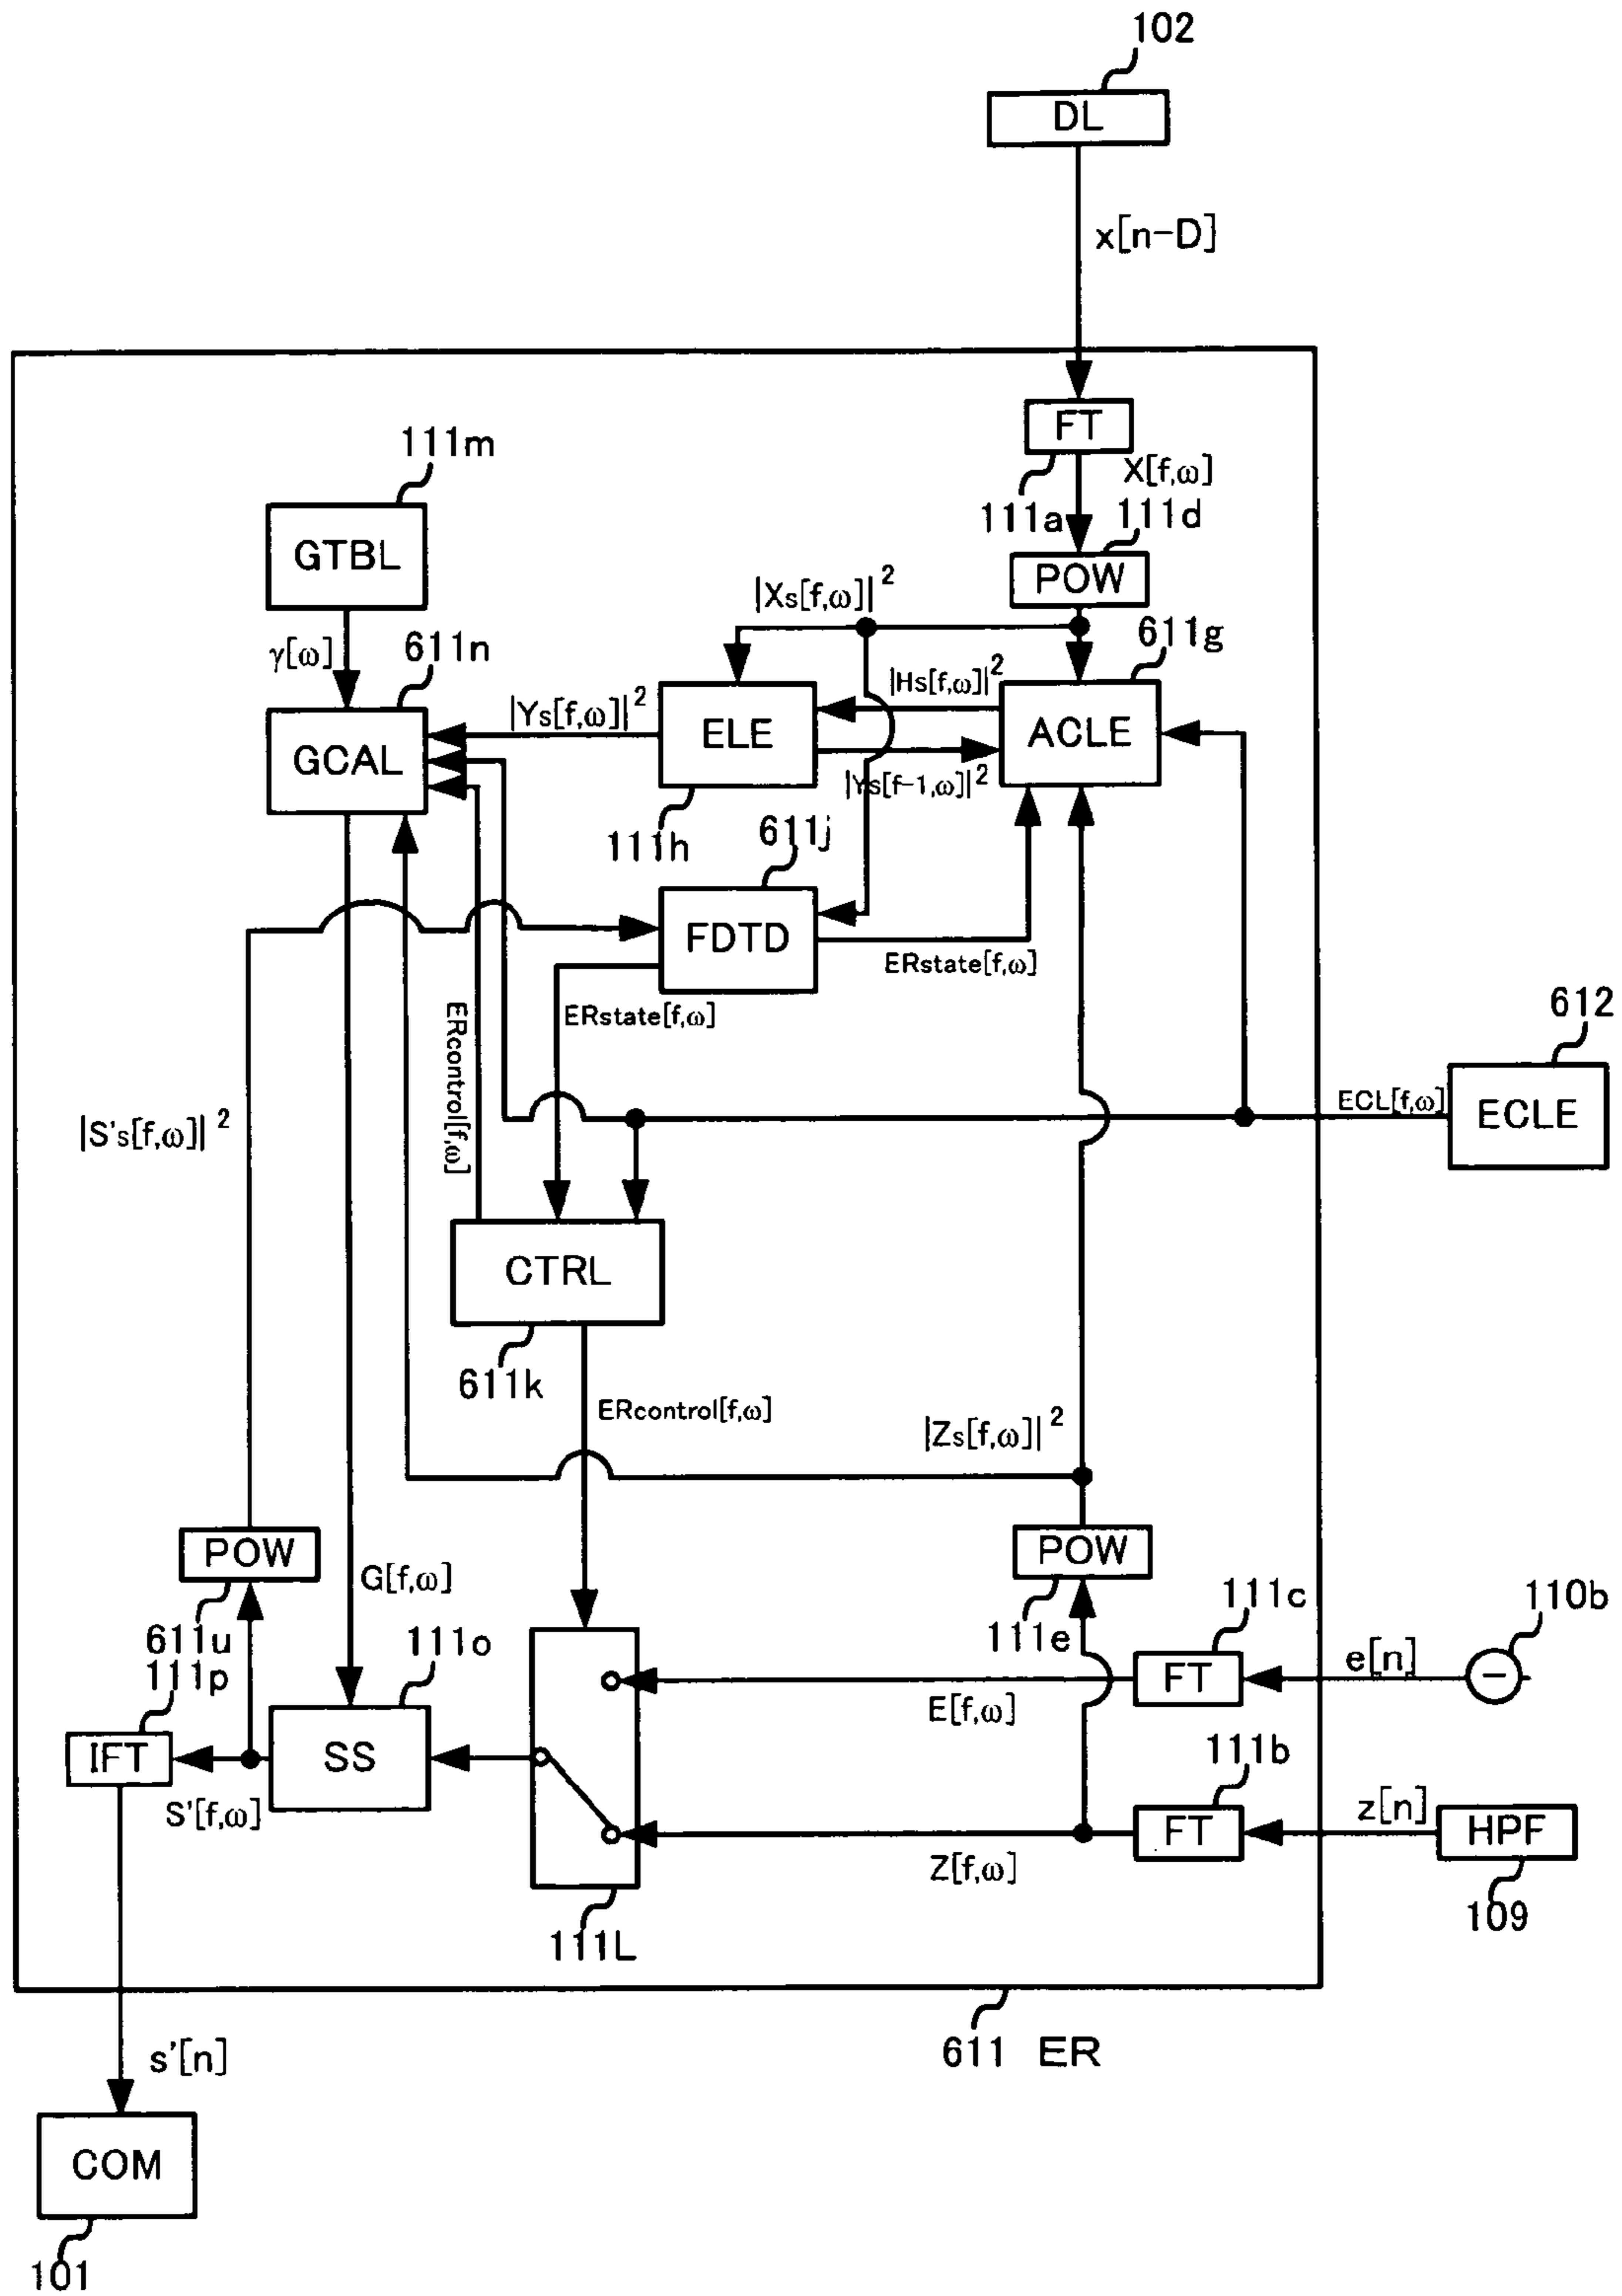 102
DL
x[n-D]
FT
X[f,ω]
111a
111d
POW
111m
GTBL
γ[ω]
611n
GCAL
|Xs[f,ω]|²
611g
|Hs[f,ω]|²
|Ys[f,ω]|²
ELE
ACLE
|Ys[f-1,ω]|²
111h
611j
FDTD
ERstate[f,ω]
ERstate[f,ω]
ERcontrol[f,ω]
612
ECL[f,ω]
ECLE
|S's[f,ω]|²
CTRL
611k
ERcontrol[f,ω]
|Zs[f,ω]|²
POW
611u
G[f,ω]
POW
111e
111c
110b
111p
111o
FT
e[n]
−
E[f,ω]
IFT
SS
S'[f,ω]
111b
FT
z[n]
HPF
Z[f,ω]
109
111L
611 ER
s'[n]
COM
101